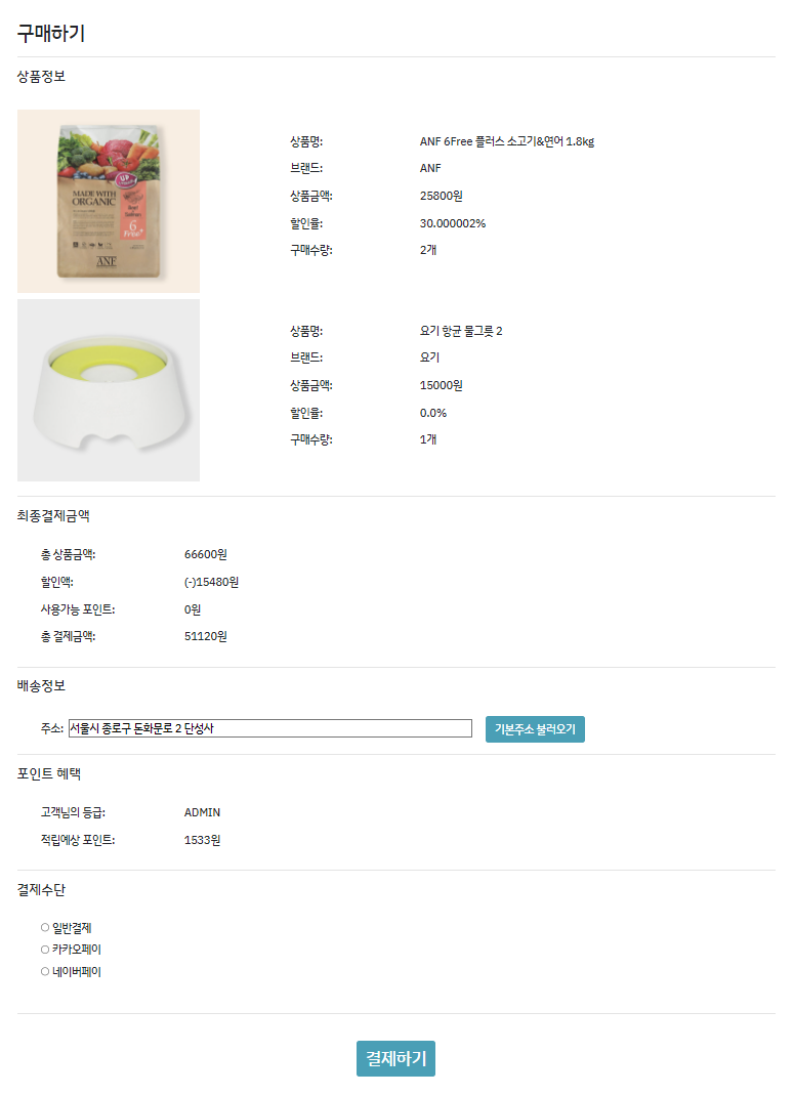 구매하기
상품정보
UP
MADE WITH
ORGANIC
Beef
Salmon
6
Free+
ANF
상품명: ANF 6Free 플러스 소고기&연어 1.8kg
브랜드: ANF
상품금액: 25800원
할인율: 30.000002%
구매수량: 2개
상품명: 요기 항균 물그릇 2
브랜드: 요기
상품금액: 15000원
할인율: 0.0%
구매수량: 1개
최종결제금액
총 상품금액: 66600원
할인액: (-)15480원
사용가능 포인트: 0원
총 결제금액: 51120원
배송정보
주소: 서울시 종로구 돈화문로 2 단성사 기본주소 불러오기
포인트 혜택
고객님의 등급: ADMIN
적립예상 포인트: 1533원
결제수단
일반결제
카카오페이
네이버페이
결제하기